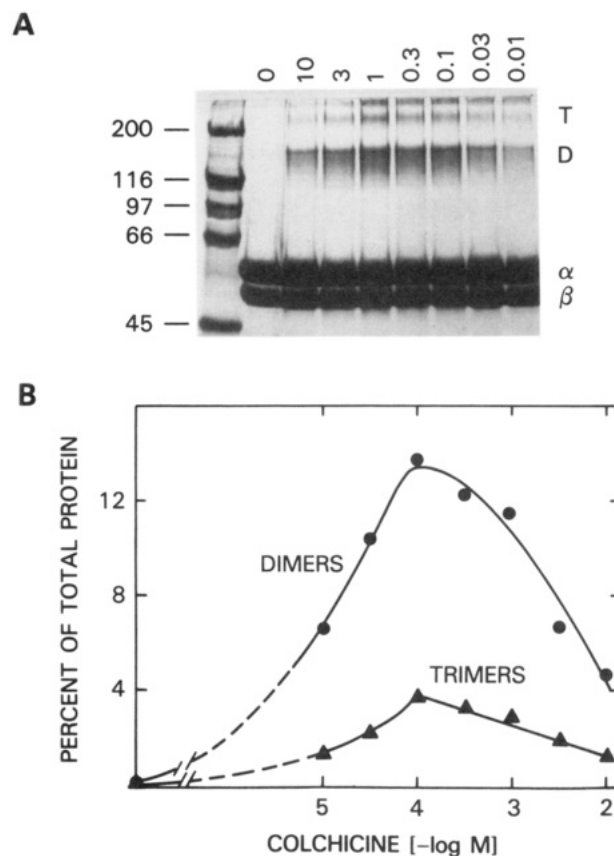 A
0 10 3 1 0.3 0.1 0.03 0.01
200
116
97
66
45
T
D
α
β
B
PERCENT OF TOTAL PROTEIN
12
8
4
DIMERS
TRIMERS
5 4 3 2
COLCHICINE [-log M]